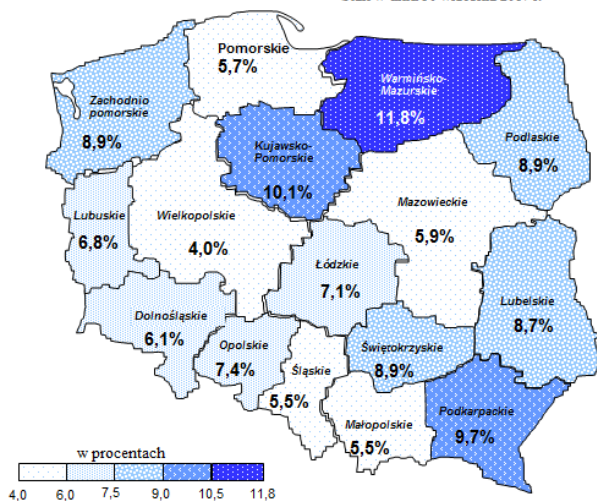 Pomorskie
5,7%
Warmińsko-
Mazurskie
11,8%
Zachodnio
pomorskie
8,9%
Podlaskie
8,9%
Kujawsko-
Pomorskie
10,1%
Lubuskie
6,8%
Wielkopolskie
4,0%
Mazowieckie
5,9%
Łódzkie
7,1%
Lubelskie
8,7%
Dolnośląskie
6,1%
Opolskie
7,4%
Śląskie
5,5%
Świętokrzyskie
8,9%
Małopolskie
5,5%
Podkarpackie
9,7%
w procentach
4,0 6,0 7,5 9,0 10,5 11,8